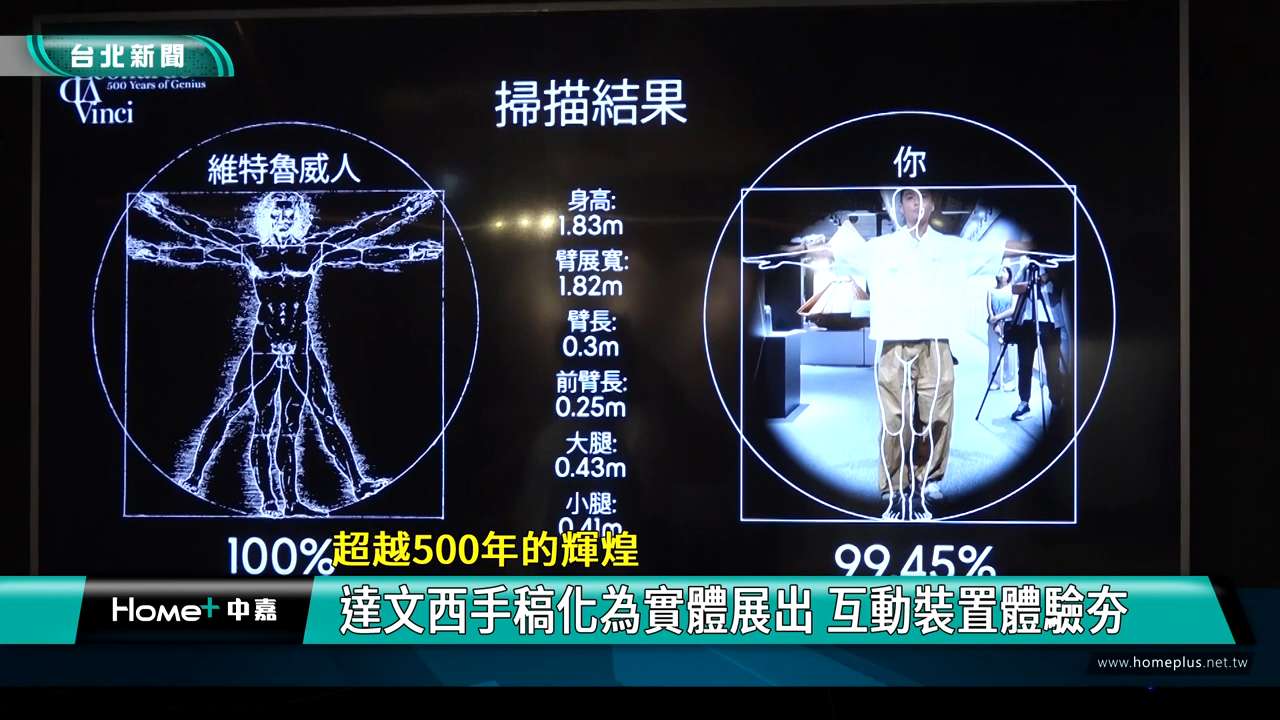 台北新聞
500 Years of Genius
Vinci
掃描結果
維特魯威人
你
身高:
1.83m
臂展寬:
1.82m
臂長:
0.3m
前臂長:
0.25m
大腿:
0.43m
小腿:
0.41m
100%
99.45%
超越500年的輝煌
Home+中嘉
達文西手稿化為實體展出 互動裝置體驗夯
www.homeplus.net.tw